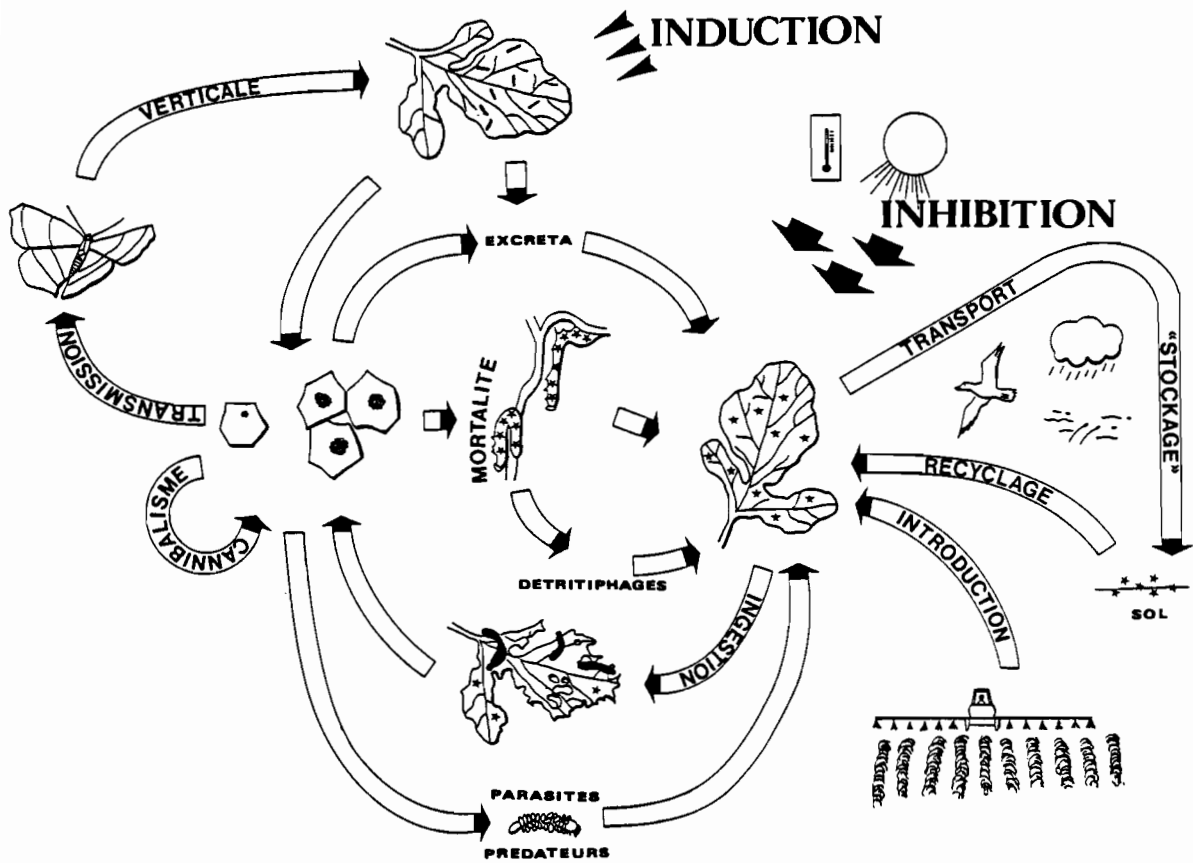 INDUCTION
VERTICALE
INHIBITION
EXCRETA
TRANSPORT
"STOCKAGE"
TRANSMISSION
MORTALITE
RECYCLAGE
CANNIBALISME
INTRODUCTION
DETRITIPHAGES
INGESTION
SOL
PARASITES
PREDATEURS